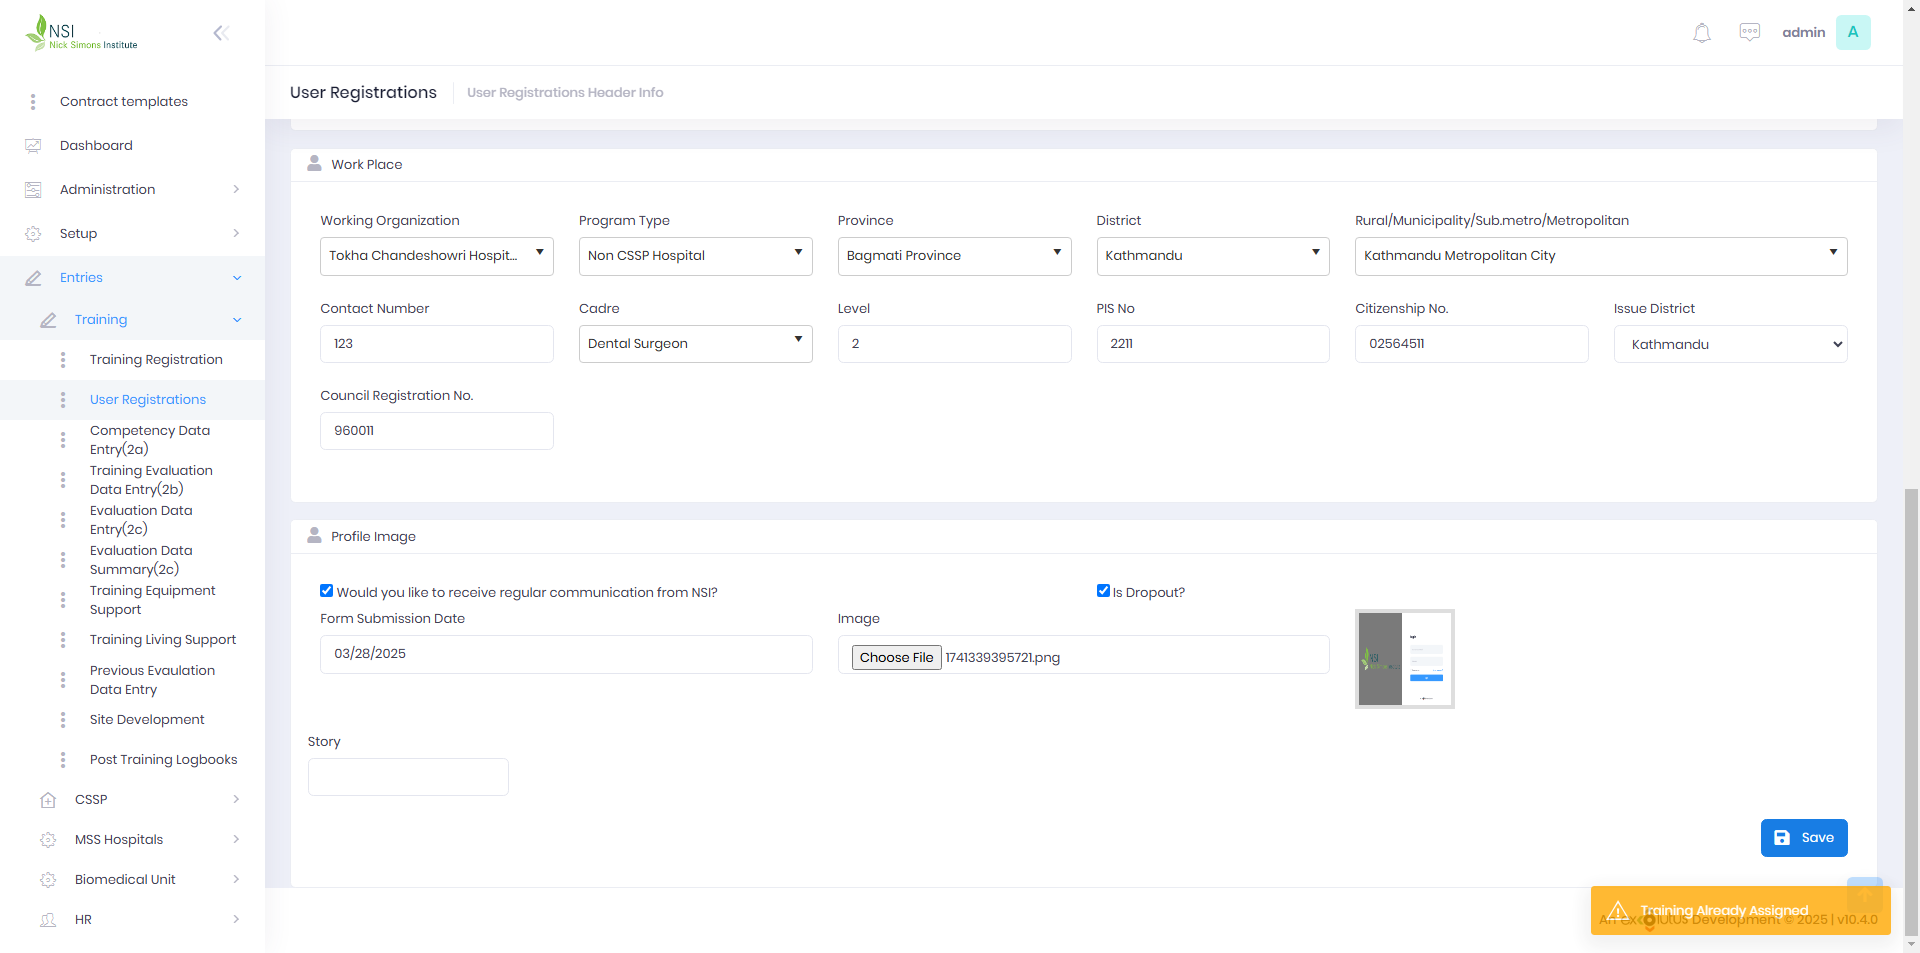 NSI
Nick Simons Institute
admin
A
User Registrations
User Registrations Header Info
Contract templates
Dashboard
Administration
Setup
Entries
Training
Training Registration
User Registrations
Competency Data
Entry(2a)
Training Evaluation
Data Entry(2b)
Evaluation Data
Entry(2c)
Evaluation Data
Summary(2c)
Training Equipment
Support
Training Living Support
Previous Evaulation
Data Entry
Site Development
Post Training Logbooks
CSSP
MSS Hospitals
Biomedical Unit
HR
Work Place
Working Organization
Program Type
Province
District
Rural/Municipality/Sub.metro/Metropolitan
Tokha Chandeshowri Hospit...
Non CSSP Hospital
Bagmati Province
Kathmandu
Kathmandu Metropolitan City
Contact Number
Cadre
Level
PIS No
Citizenship No.
Issue District
123
Dental Surgeon
2
2211
02564511
Kathmandu
Council Registration No.
960011
Profile Image
Would you like to receive regular communication from NSI?
Is Dropout?
Form Submission Date
Image
03/28/2025
Choose File 1741339395721.png
NSI
Story
Save
Training Already Assigned
Development © 2025 | v10.4.0